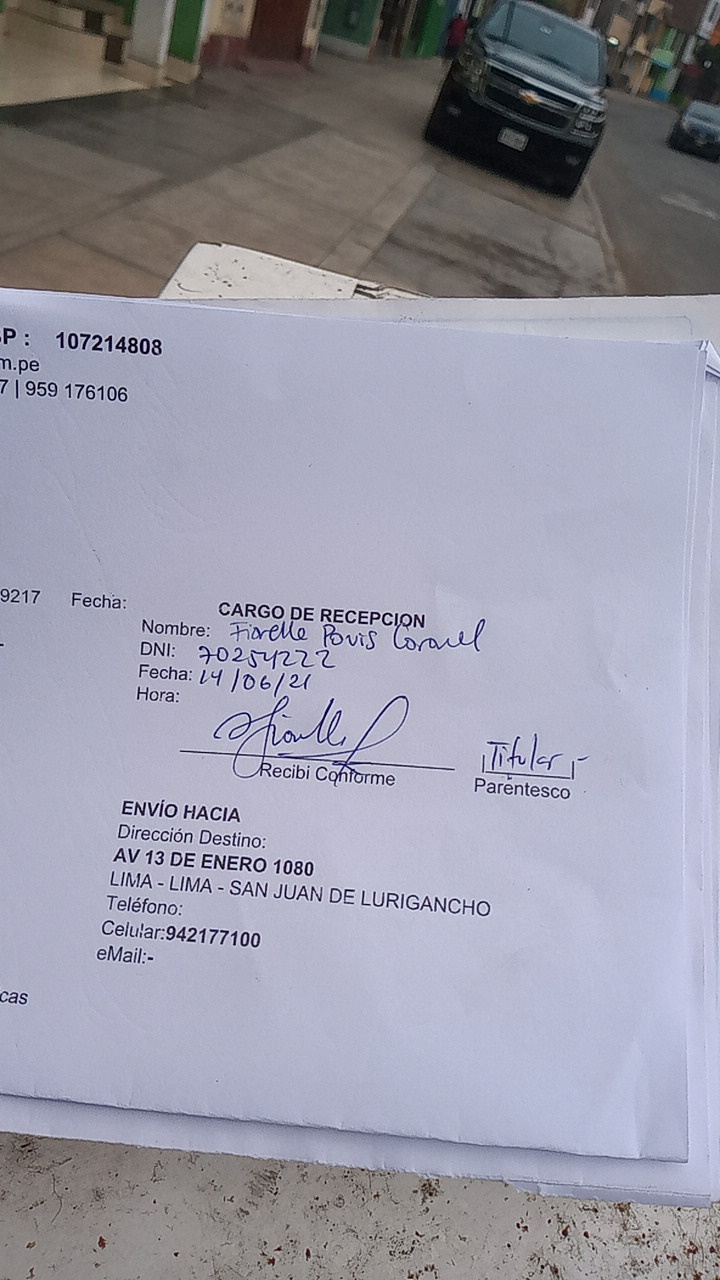 SP : 107214808
m.pe
7 | 959 176106
9217 Fecha:
CARGO DE RECEPCION
Nombre: Fiorelle Povis Coronel
DNI: 70254222
Fecha: 14/06/21
Hora:
Titular
Recibi Conforme Parentesco
ENVÍO HACIA
Dirección Destino:
AV 13 DE ENERO 1080
LIMA - LIMA - SAN JUAN DE LURIGANCHO
Teléfono:
Celular:942177100
eMail:-
cas